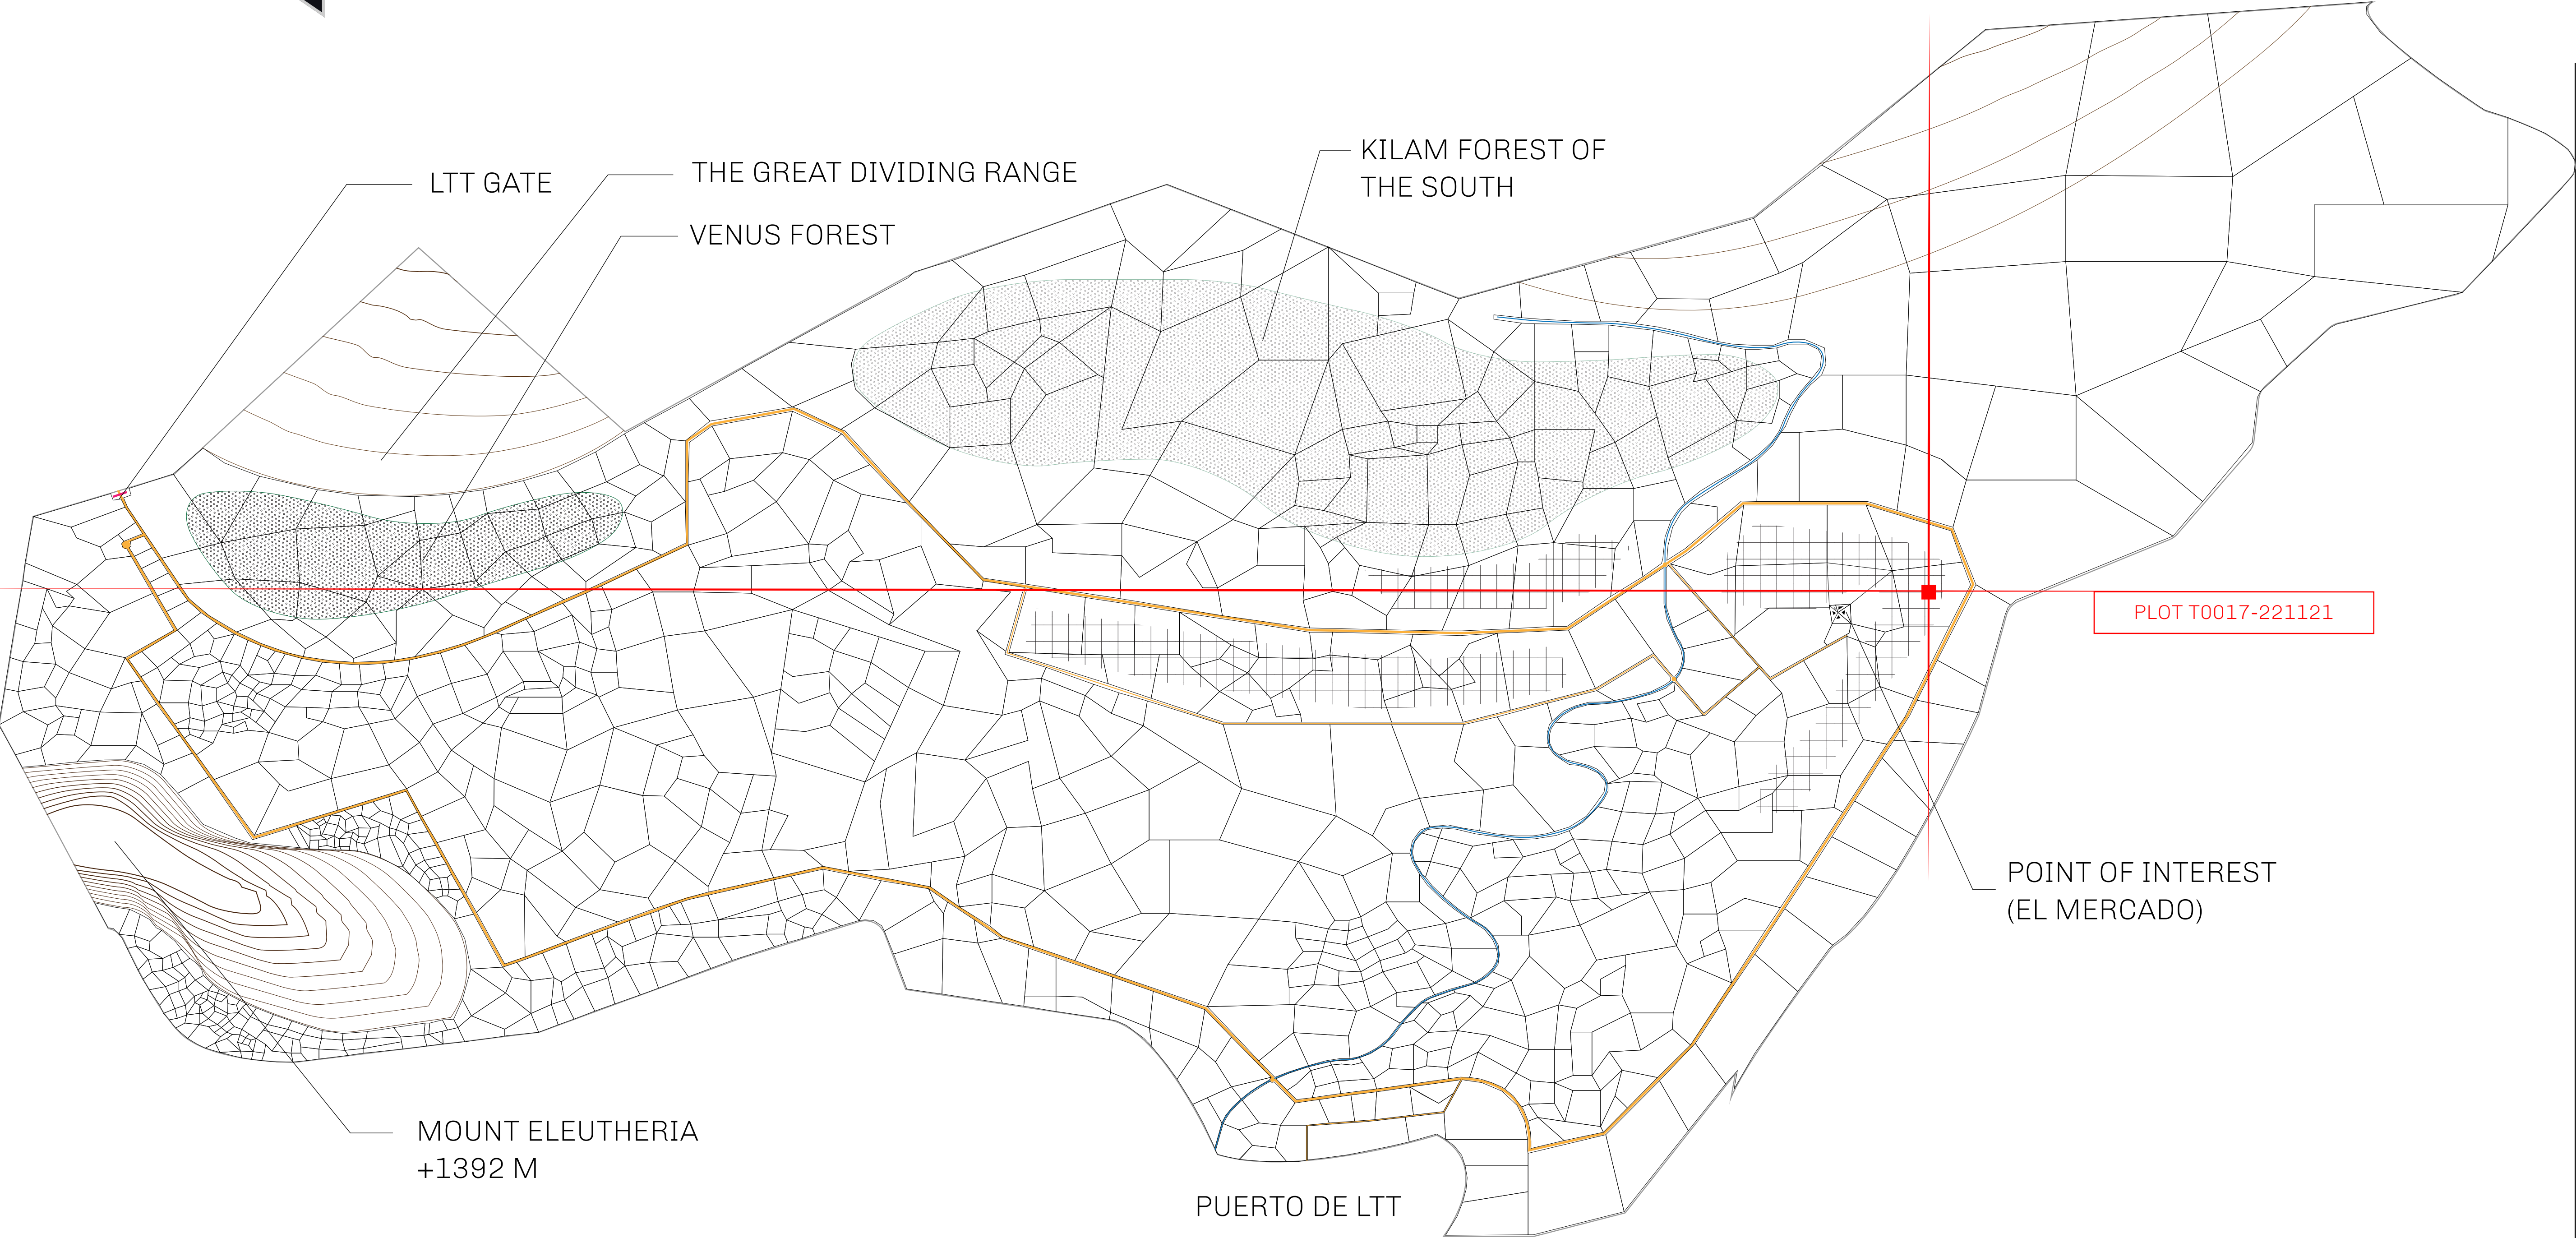 LTT GATE
THE GREAT DIVIDING RANGE
VENUS FOREST
KILAM FOREST OF
THE SOUTH
PLOT T0017-221121
POINT OF INTEREST
(EL MERCADO)
MOUNT ELEUTHERIA
+1392 M
PUERTO DE LTT